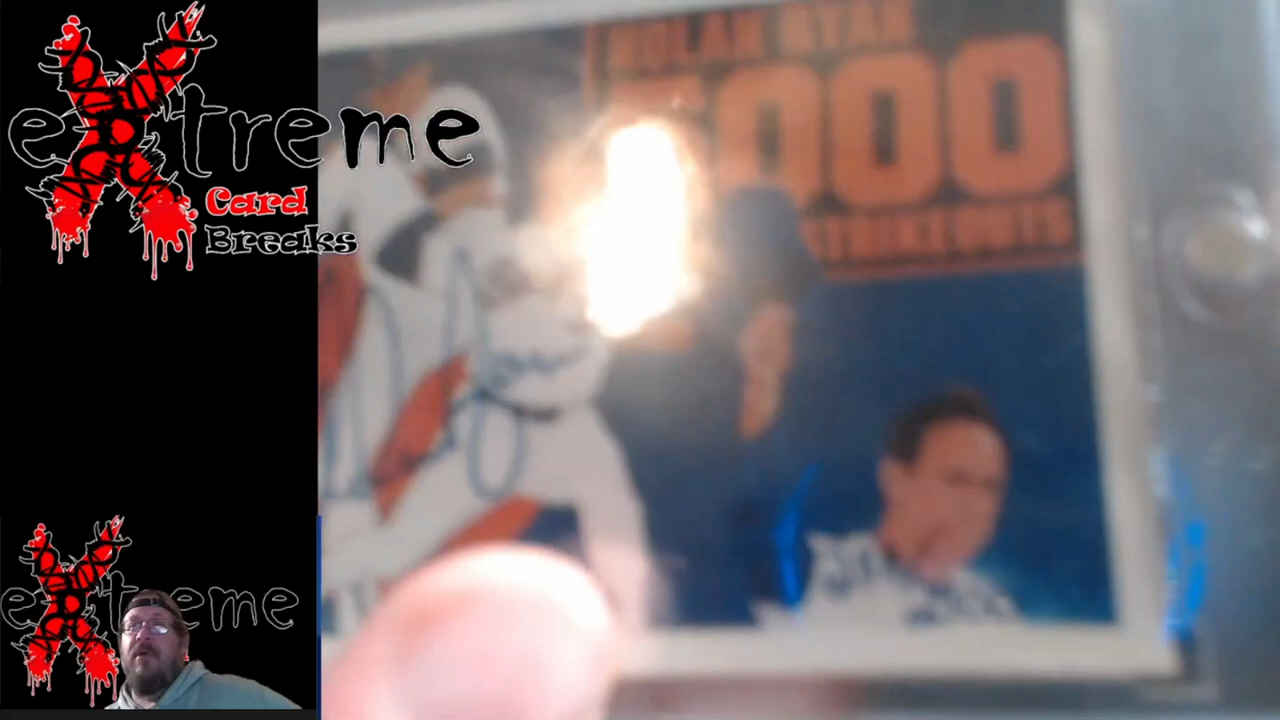 extreme
Card
Breaks
NOLAN RYAN
5000
STRIKEOUTS
extreme